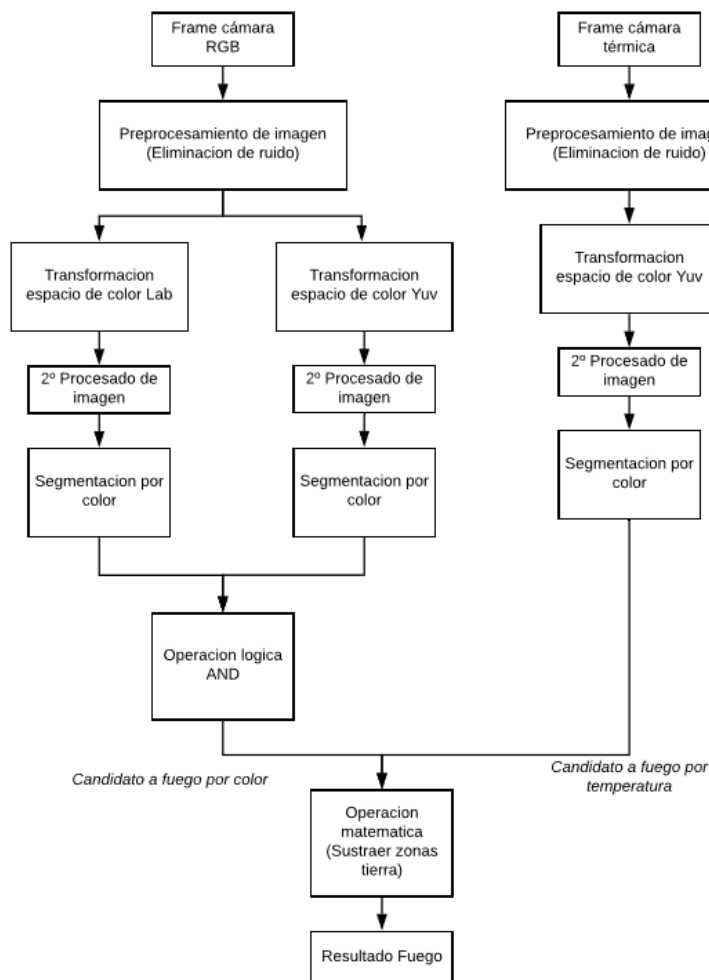 Frame cámara
RGB
Frame cámara
térmica
Preprocesamiento de imagen
(Eliminacion de ruido)
Preprocesamiento de imag
(Eliminacion de ruido)
Transformacion
espacio de color Lab
Transformacion
espacio de color Yuv
Transformacion
espacio de color Yuv
2º Procesado de
imagen
2º Procesado de
imagen
2º Procesado de
imagen
Segmentacion por
color
Segmentacion por
color
Segmentacion por
color
Operacion logica
AND
Candidato a fuego por color
Candidato a fuego por
temperatura
Operacion
matematica
(Sustraer zonas
tierra)
Resultado Fuego